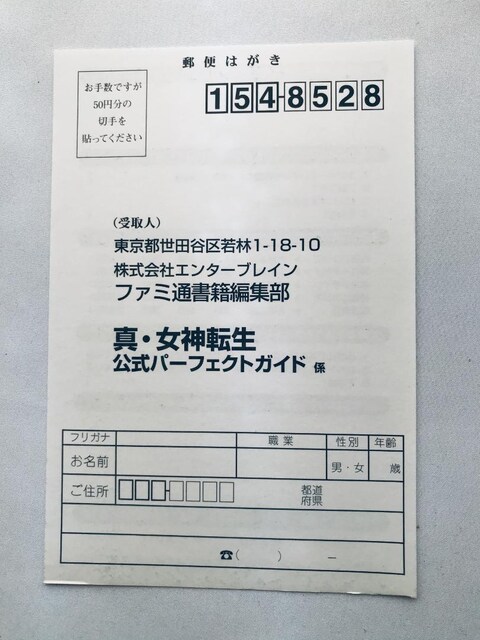 郵便はがき
お手数ですが
50円分の
切手を
貼ってください
154-8528
（受取人）
東京都世田谷区若林1-18-10
株式会社エンターブレイン
ファミ通書籍編集部
真・女神転生
公式パーフェクトガイド 係
フリガナ 職業 性別 年齢
お名前 男・女 歳
ご住所 都道
府県
☎( ) －